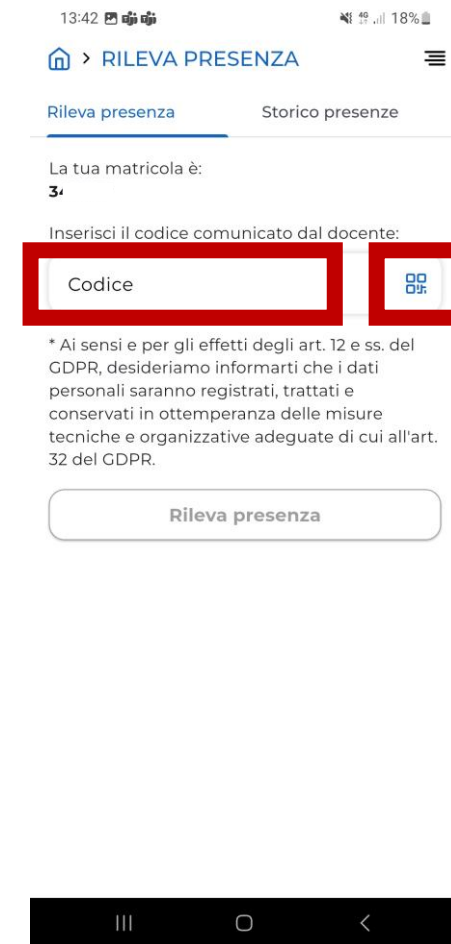 13:42
4G 18%
> RILEVA PRESENZA
Rileva presenza Storico presenze
La tua matricola è:
34
Inserisci il codice comunicato dal docente:
Codice
* Ai sensi e per gli effetti degli art. 12 e ss. del
GDPR, desideriamo informarti che i dati
personali saranno registrati, trattati e
conservati in ottemperanza delle misure
tecniche e organizzative adeguate di cui all'art.
32 del GDPR.
Rileva presenza